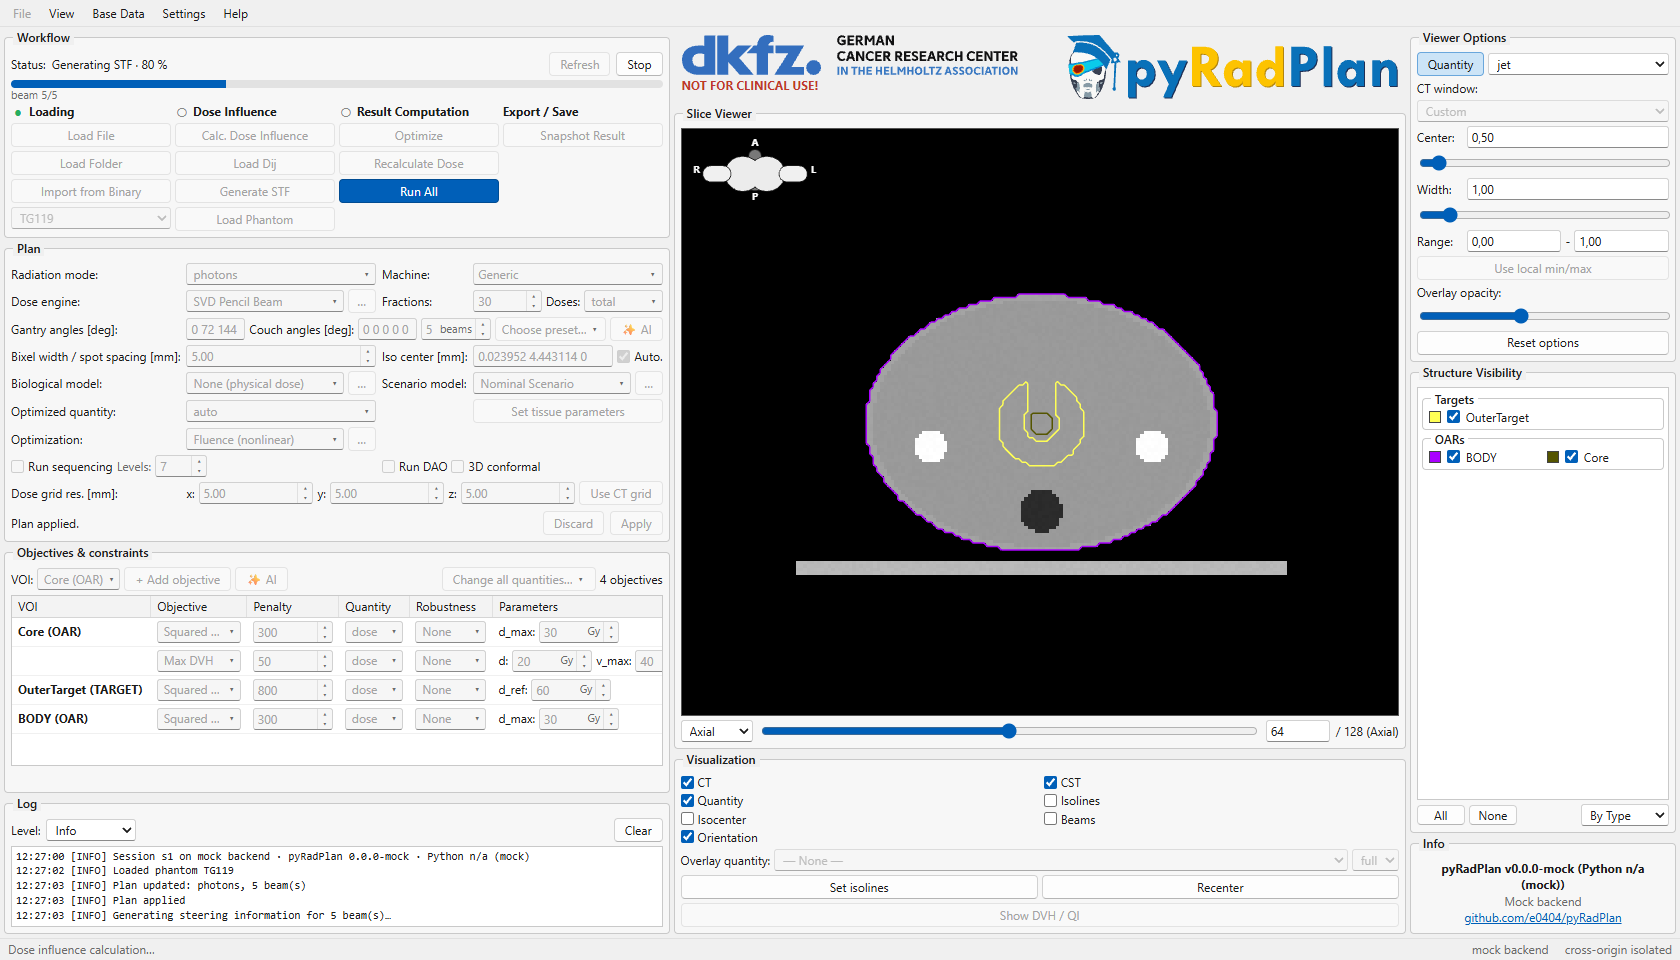 File View Base Data Settings Help
Workflow
Status: Generating STF · 80 %
Refresh
Stop
beam 5/5
Loading
Dose Influence
Result Computation
Export / Save
Load File
Calc. Dose Influence
Optimize
Snapshot Result
Load Folder
Load Dij
Recalculate Dose
Import from Binary
Generate STF
Run All
TG119
Load Phantom
Plan
Radiation mode: photons Machine: Generic
Dose engine: SVD Pencil Beam ... Fractions: 30 Doses: total
Gantry angles [deg]: 0 72 144 Couch angles [deg]: 0 0 0 0 0 5 beams Choose preset... ✨ AI
Bixel width / spot spacing [mm]: 5.00 Iso center [mm]: 0.023952 4.443114 0 Auto.
Biological model: None (physical dose) ... Scenario model: Nominal Scenario ...
Optimized quantity: auto Set tissue parameters
Optimization: Fluence (nonlinear) ...
Run sequencing Levels: 7 Run DAO 3D conformal
Dose grid res. [mm]: x: 5.00 y: 5.00 z: 5.00 Use CT grid
Plan applied. Discard Apply
Objectives & constraints
VOI: Core (OAR) + Add objective ✨ AI Change all quantities... 4 objectives
VOI Objective Penalty Quantity Robustness Parameters
Core (OAR) Squared ... 300 dose None d_max: 30 Gy
Max DVH 50 dose None d: 20 Gy v_max: 40
OuterTarget (TARGET) Squared ... 800 dose None d_ref: 60 Gy
BODY (OAR) Squared ... 300 dose None d_max: 30 Gy
Log
Level: Info Clear
12:27:00 [INFO] Session s1 on mock backend · pyRadPlan 0.0.0-mock · Python n/a (mock)
12:27:02 [INFO] Loaded phantom TG119
12:27:03 [INFO] Plan updated: photons, 5 beam(s)
12:27:03 [INFO] Plan applied
12:27:03 [INFO] Generating steering information for 5 beam(s)…
dkfz.
GERMAN
CANCER RESEARCH CENTER
IN THE HELMHOLTZ ASSOCIATION
NOT FOR CLINICAL USE!
pyRadPlan
Slice Viewer
A
R L
P
Axial 64 / 128 (Axial)
Visualization
CT CST
Quantity Isolines
Isocenter Beams
Orientation
Overlay quantity: — None — full
Set isolines Recenter
Show DVH / QI
Viewer Options
Quantity jet
CT window:
Custom
Center: 0,50
Width: 1,00
Range: 0,00 - 1,00
Use local min/max
Overlay opacity:
Reset options
Structure Visibility
Targets
OuterTarget
OARs
BODY Core
All None By Type
Info
pyRadPlan v0.0.0-mock (Python n/a
(mock))
Mock backend
github.com/e0404/pyRadPlan
Dose influence calculation... mock backend cross-origin isolated